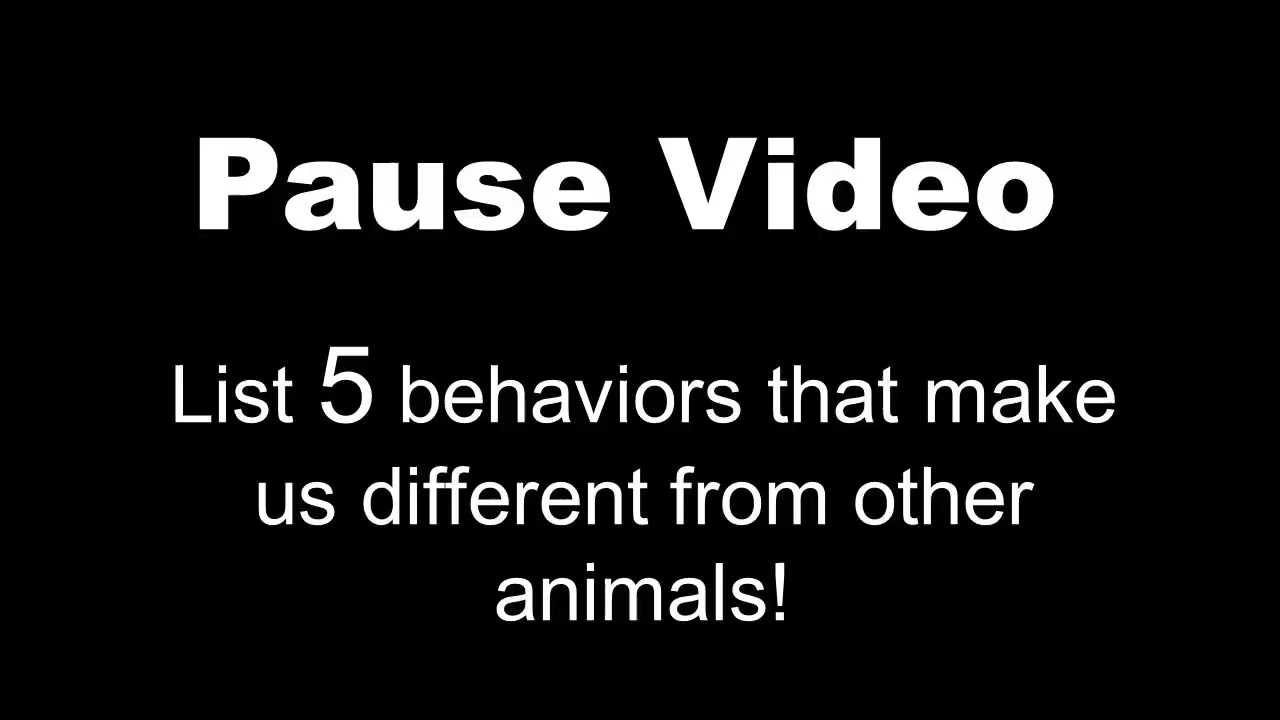 Pause Video
List 5 behaviors that make
us different from other
animals!